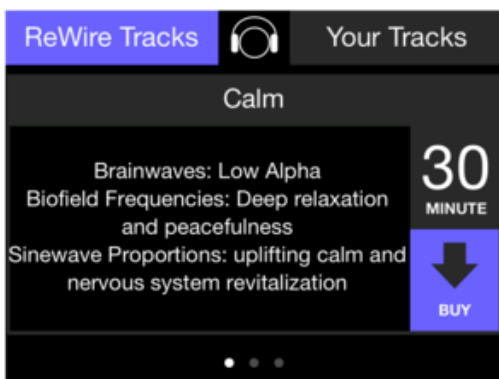 ReWire Tracks
Your Tracks
Calm
Brainwaves: Low Alpha
Biofield Frequencies: Deep relaxation
and peacefulness
Sinewave Proportions: uplifting calm and
nervous system revitalization
30
MINUTE
BUY